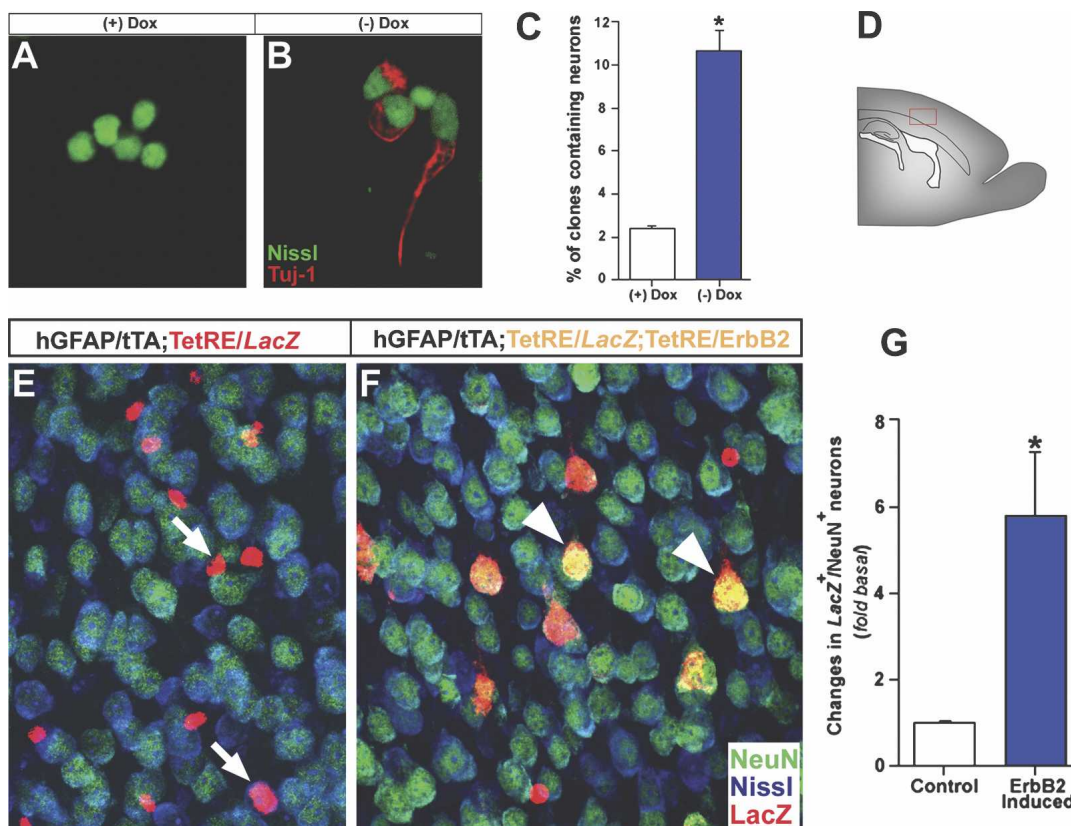 (+) Dox
(-) Dox
A
B
Nissl
Tuj-1
C
% of clones containing neurons
12
10
8
6
4
2
0
*
(+) Dox
(-) Dox
D
hGFAP/tTA;TetRE/LacZ
hGFAP/tTA;TetRE/LacZ;TetRE/ErbB2
E
F
NeuN
Nissl
LacZ
G
Changes in LacZ+/NeuN+ neurons
(fold basal)
8
6
4
2
0
*
Control
ErbB2
Induced